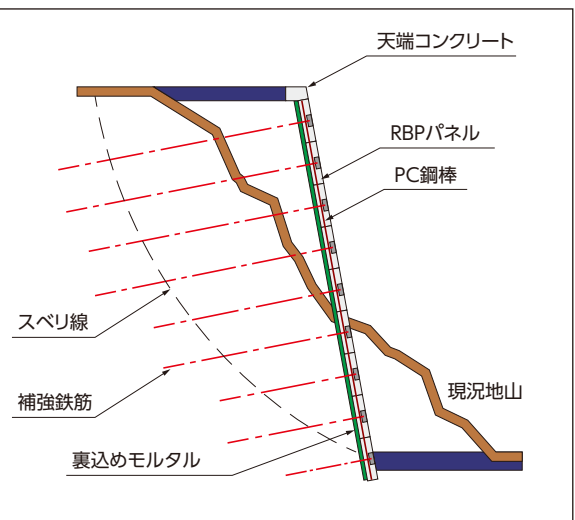 天端コンクリート
RBPパネル
PC鋼棒
スベリ線
現況地山
補強鉄筋
裏込めモルタル